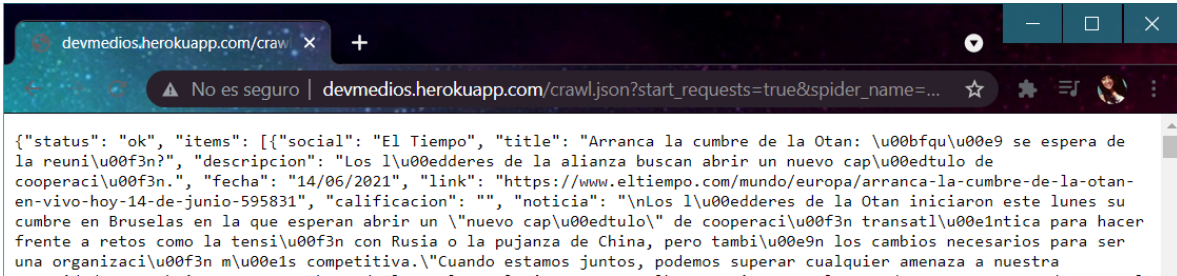 devmedios.herokuapp.com/craw
No es seguro | devmedios.herokuapp.com/crawl.json?start_requests=true&spider_name=...
{"status": "ok", "items": [{"social": "El Tiempo", "title": "Arranca la cumbre de la Otan: \u00bfqu\u00e9 se espera de
la reuni\u00f3n?", "descripcion": "Los l\u00edderes de la alianza buscan abrir un nuevo cap\u00edtulo de
cooperaci\u00f3n.", "fecha": "14/06/2021", "link": "https://www.eltiempo.com/mundo/europa/arranca-la-cumbre-de-la-otan-
en-vivo-hoy-14-de-junio-595831", "calificacion": "", "noticia": "\nLos l\u00edderes de la Otan iniciaron este lunes su
cumbre en Bruselas en la que esperan abrir un \"nuevo cap\u00edtulo\" de cooperaci\u00f3n transatl\u00e1ntica para hacer
frente a retos como la tensi\u00f3n con Rusia o la pujanza de China, pero tambi\u00e9n los cambios necesarios para ser
una organizaci\u00f3n m\u00e1s competitiva.\"Cuando estamos juntos, podemos superar cualquier amenaza a nuestra